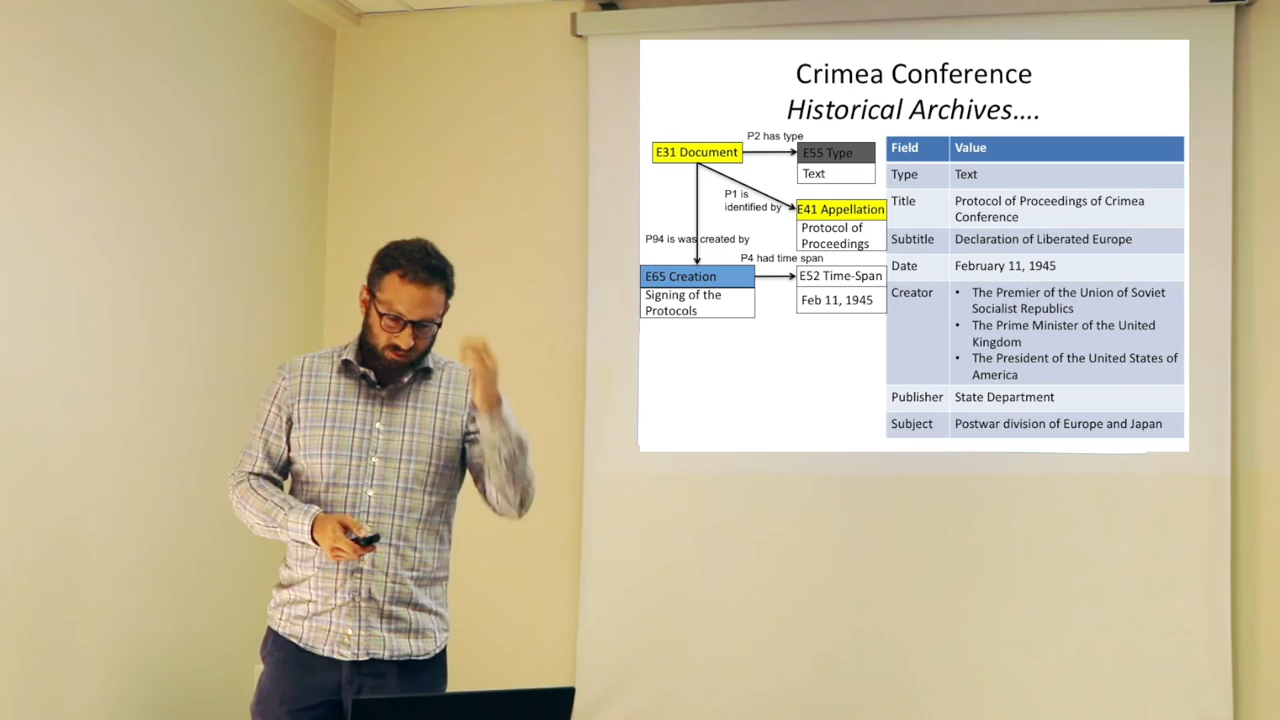 Crimea Conference
Historical Archives....
P2 has type
E31 Document
E55 Type
Text
P1 is
identified by
E41 Appellation
Protocol of
Proceedings
P94 is was created by
P4 had time span
E65 Creation
Signing of the
Protocols
E52 Time-Span
Feb 11, 1945
Field Value
Type Text
Title Protocol of Proceedings of Crimea
Conference
Subtitle Declaration of Liberated Europe
Date February 11, 1945
Creator • The Premier of the Union of Soviet
Socialist Republics
• The Prime Minister of the United
Kingdom
• The President of the United States of
America
Publisher State Department
Subject Postwar division of Europe and Japan